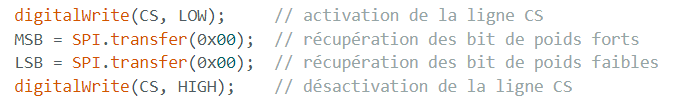 digitalWrite(CS, LOW);     // activation de la ligne CS
MSB = SPI.transfer(0x00);  // récupération des bit de poids forts
LSB = SPI.transfer(0x00);  // récupération des bit de poids faibles
digitalWrite(CS, HIGH);    // désactivation de la ligne CS